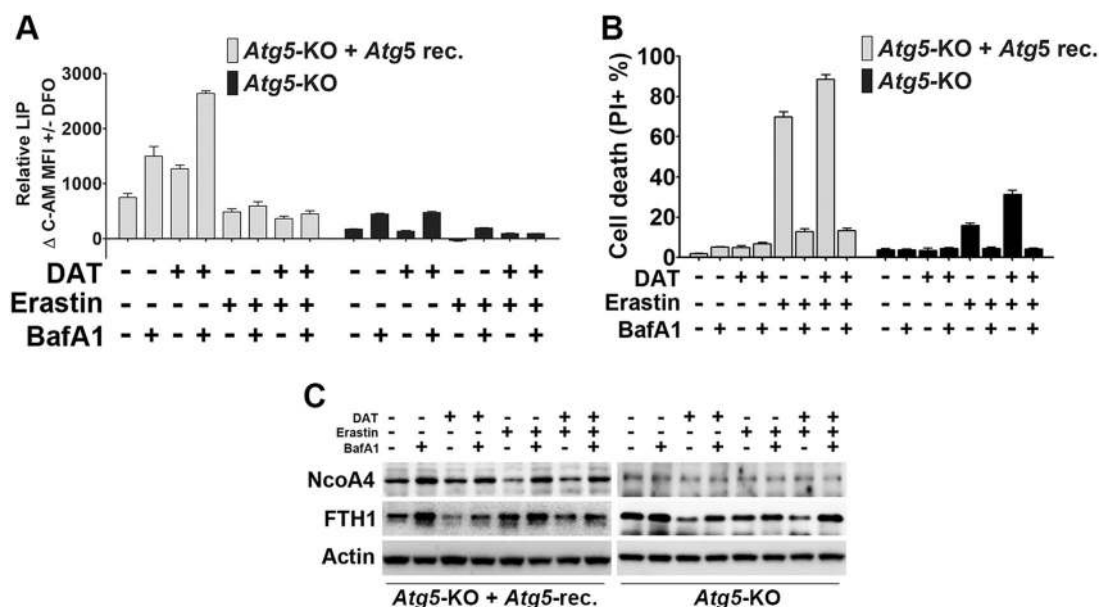 A
Atg5-KO + Atg5 rec.
Atg5-KO
Relative LIP
Δ C-AM MFI +/- DFO
3000
2000
1000
0
DAT - - + + - - + + - - + + - - + +
Erastin - - - - + + + + - - - - + + + +
BafA1 - + - + - + - + - + - + - + - +
B
Atg5-KO + Atg5 rec.
Atg5-KO
Cell death (PI+ %)
100
80
60
40
20
0
DAT - - + + - - + + - - + + - - + +
Erastin - - - - + + + + - - - - + + + +
BafA1 - + - + - + - + - + - + - + - +
C
DAT - - + + - - + + - - + + - - + +
Erastin - - - - + + + + - - - - + + + +
BafA1 - + - + - + - + - + - + - + - +
NcoA4
FTH1
Actin
Atg5-KO + Atg5-rec. Atg5-KO